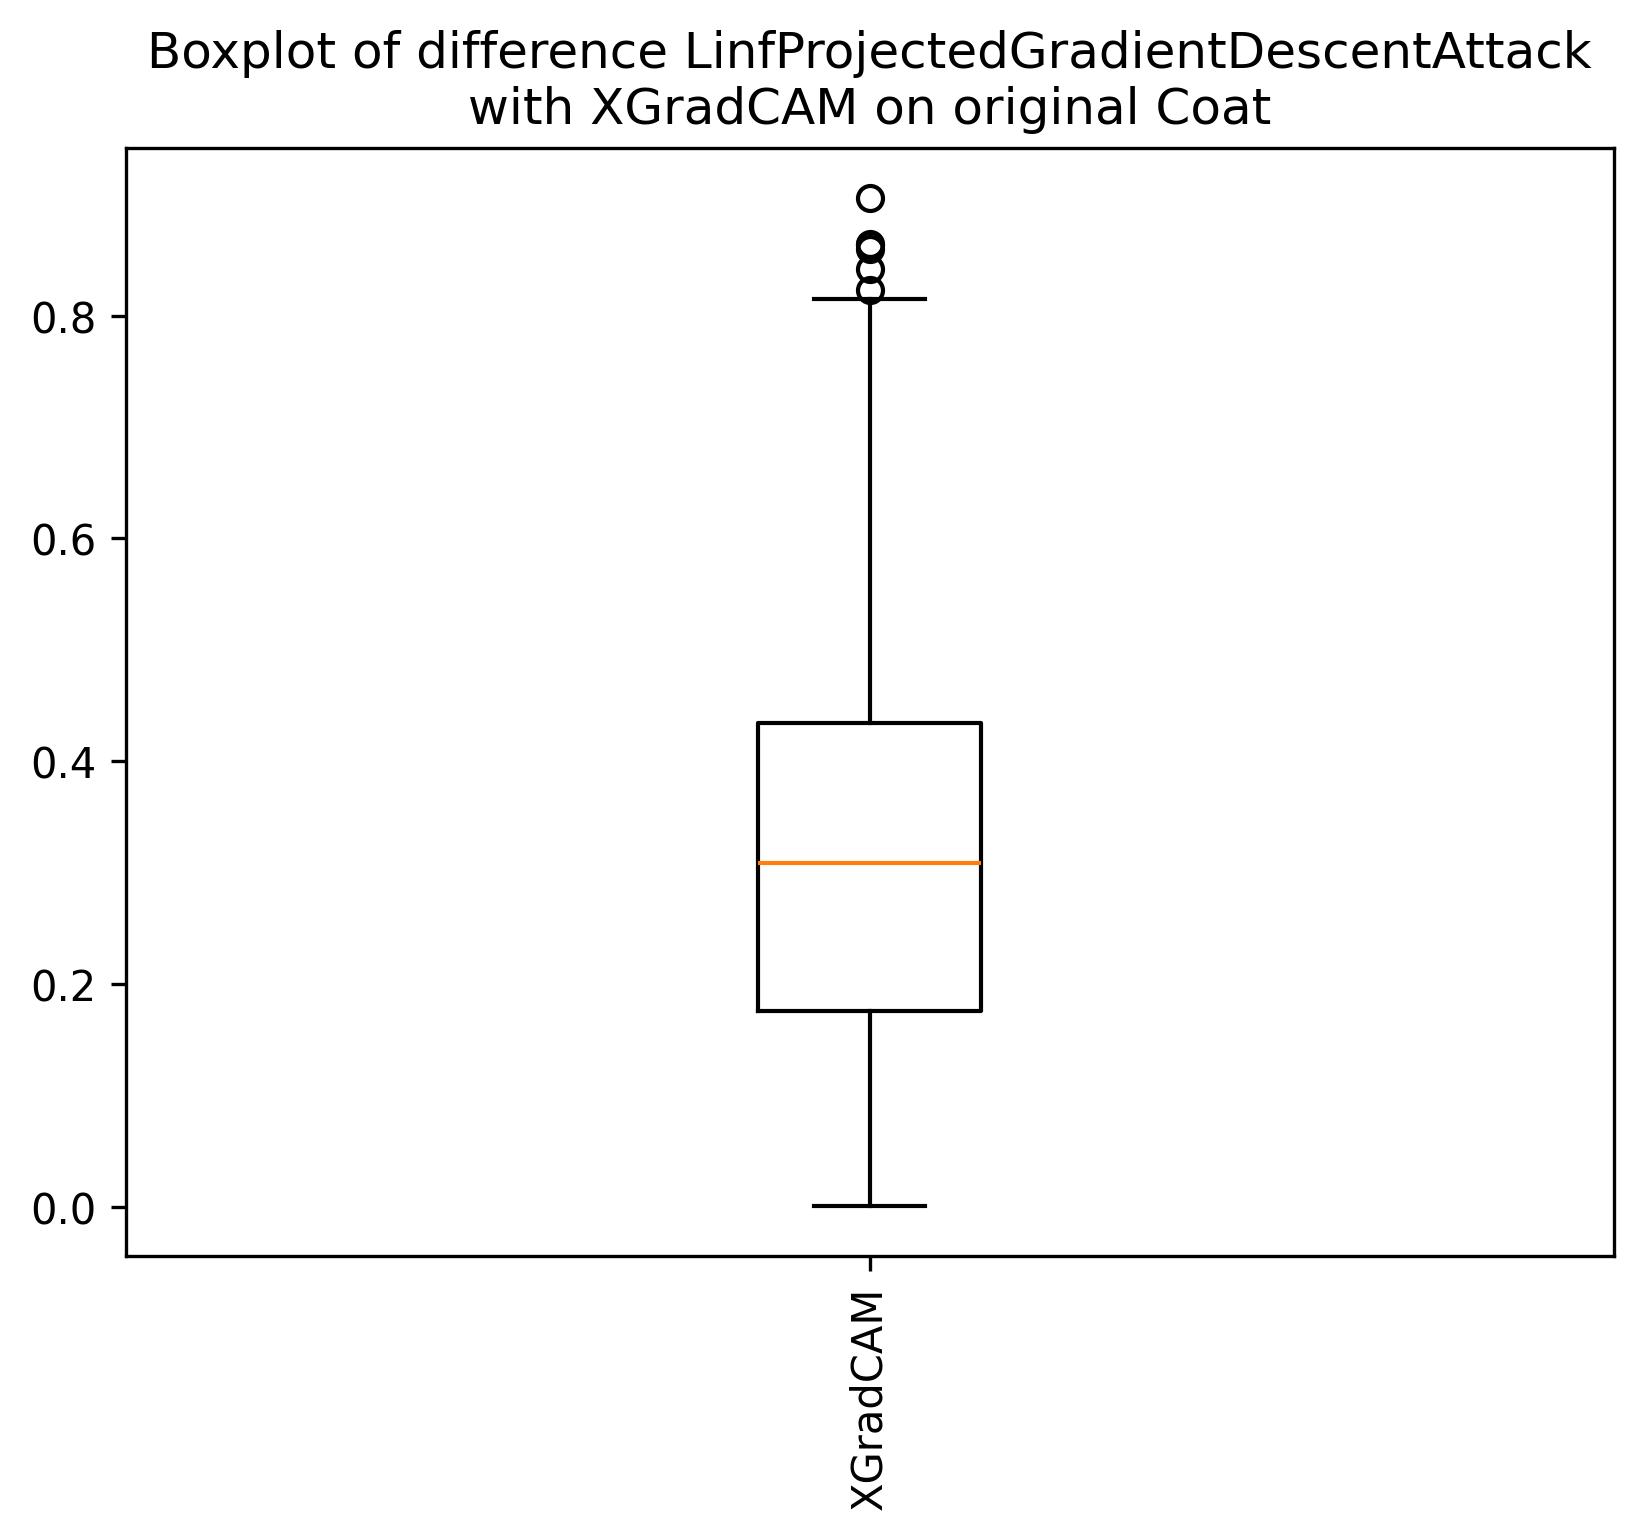 Boxplot of difference LinfProjectedGradientDescentAttack
with XGradCAM on original Coat
0.8
0.6
0.4
0.2
0.0
XGradCAM